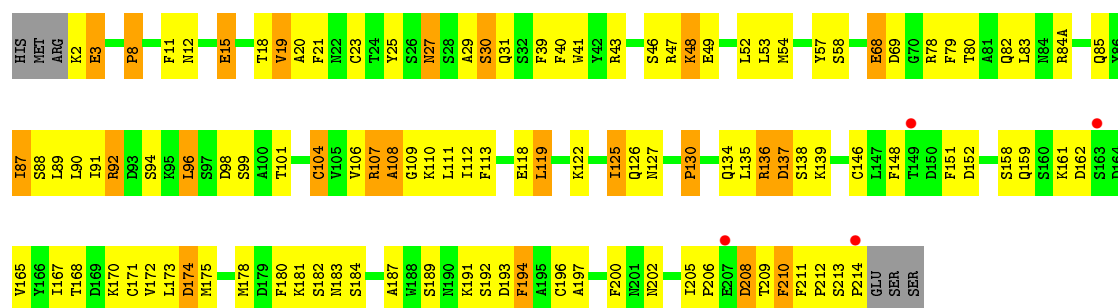 HIS MET ARG K2 E3 P8 F11 N12 E15 T18 V19 A20 F21 N22 C23 T24 Y25 S26 N27 S28 A29 S30 Q31 S32 F39 F40 W41 Y42 R43 S46 R47 K48 E49 L52 L53 M54 Y57 S58 E68 D69 G70 R78 F79 T80 A81 Q82 L83 N84 R84A Q85 Y86
I87 S88 L89 L90 I91 R92 D93 S94 K95 L96 S97 D98 S99 A100 T101 C104 V105 V106 R107 A108 G109 K110 L111 I112 F113 E118 L119 K122 I125 Q126 N127 P130 Q134 L135 R136 D137 S138 K139 C146 L147 F148 T149 D150 F151 D152 S158 Q159 S160 K161 D162 S163 D164
V165 Y166 I167 T168 D169 K170 C171 V172 L173 D174 M175 M178 D179 F180 K181 S182 N183 S184 A187 W188 S189 N190 K191 S192 D193 F194 A195 C196 A197 F200 N201 N202 I205 P206 E207 D208 T209 F210 F211 P212 S213 P214 GLU SER SER